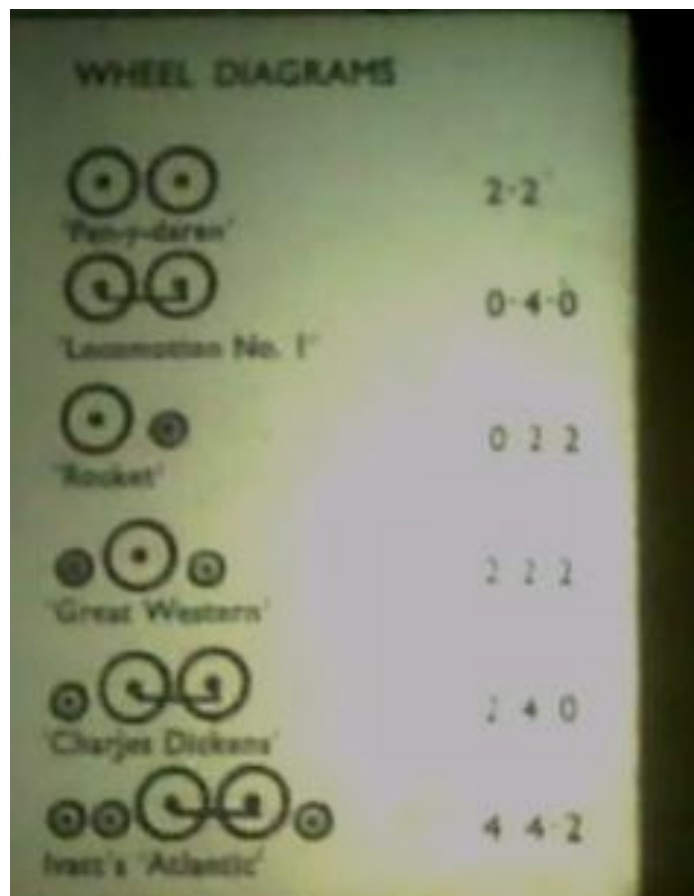 WHEEL DIAGRAMS
2-2
'Pen-y-daren'
0-4-0
'Locomotion No. 1'
0 2 2
'Rocket'
2 2 2
'Great Western'
2 4 0
'Charles Dickens'
4 4-2
Ivatt's 'Atlantic'